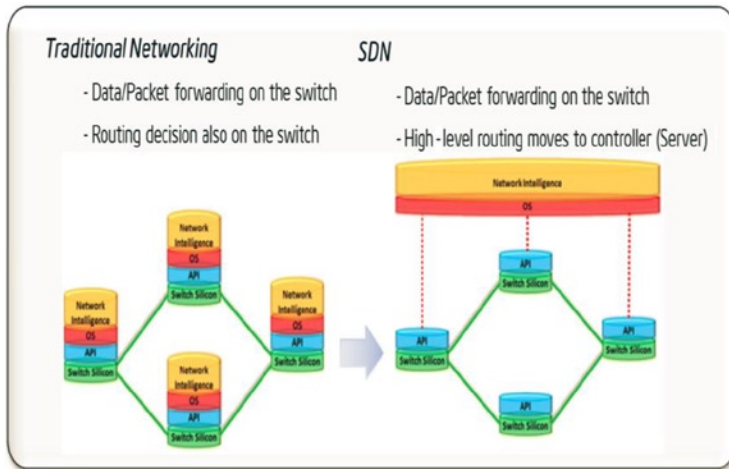 Traditional Networking
- Data/Packet forwarding on the switch
- Routing decision also on the switch
SDN
- Data/Packet forwarding on the switch
- High-level routing moves to controller (Server)
Network
Intelligence
OS
API
Switch Silicon
Network
Intelligence
OS
API
Switch Silicon
Network
Intelligence
OS
API
Switch Silicon
Network
Intelligence
OS
API
Switch Silicon
Network Intelligence
OS
API
Switch Silicon
API
Switch Silicon
API
Switch Silicon
API
Switch Silicon